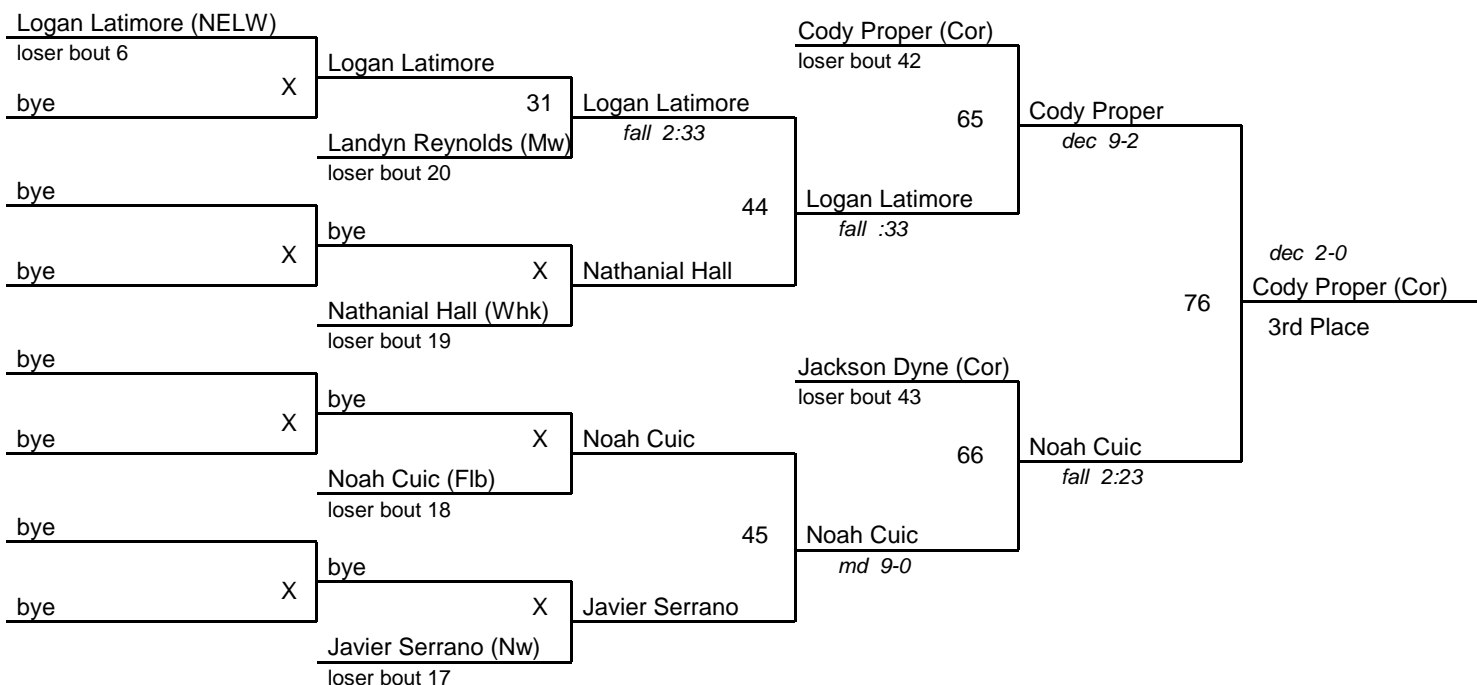 Logan Latimore (NELW)
loser bout 6
X
bye
bye
X
bye
bye
X
bye
bye
X
bye
Logan Latimore
31
Landyn Reynolds (Mw)
loser bout 20
bye
X
Nathanial Hall (Whk)
loser bout 19
bye
X
Noah Cuic (Flb)
loser bout 18
bye
X
Javier Serrano (Nw)
loser bout 17
Logan Latimore
fall 2:33
44
Nathanial Hall
Noah Cuic
45
Javier Serrano
Cody Proper (Cor)
loser bout 42
65
Logan Latimore
fall :33
Jackson Dyne (Cor)
loser bout 43
66
Noah Cuic
md 9-0
Cody Proper
dec 9-2
76
Noah Cuic
fall 2:23
dec 2-0
Cody Proper (Cor)
3rd Place